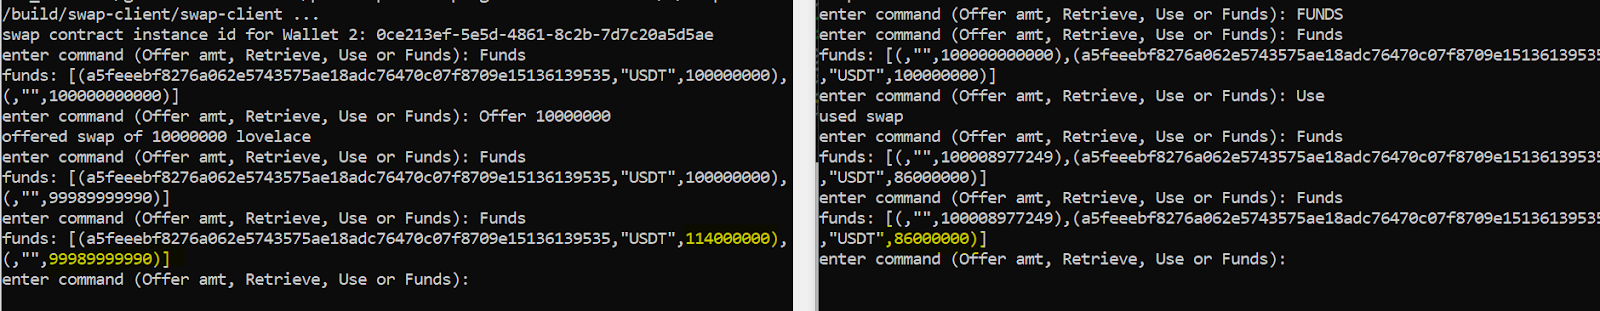 /build/swap-client/swap-client ...
swap contract instance id for Wallet 2: 0ce213ef-5e5d-4861-8c2b-7d7c20a5d5ae
enter command (Offer amt, Retrieve, Use or Funds): Funds
funds: [(a5feeebf8276a062e5743575ae18adc76470c07f8709e15136139535,"USDT",100000000),
(,"",100000000000)]
enter command (Offer amt, Retrieve, Use or Funds): Offer 10000000
offered swap of 10000000 lovelace
enter command (Offer amt, Retrieve, Use or Funds): Funds
funds: [(a5feeebf8276a062e5743575ae18adc76470c07f8709e15136139535,"USDT",100000000),
(,"",99989999990)]
enter command (Offer amt, Retrieve, Use or Funds): Funds
funds: [(a5feeebf8276a062e5743575ae18adc76470c07f8709e15136139535,"USDT",114000000),
(,"",99989999990)]
enter command (Offer amt, Retrieve, Use or Funds):
enter command (Offer amt, Retrieve, Use or Funds): FUNDS
enter command (Offer amt, Retrieve, Use or Funds): Funds
funds: [(,"",100000000000),(a5feeebf8276a062e5743575ae18adc76470c07f8709e1513613953
,"USDT",100000000)]
enter command (Offer amt, Retrieve, Use or Funds): Use
used swap
enter command (Offer amt, Retrieve, Use or Funds): Funds
funds: [(,"",100008977249),(a5feeebf8276a062e5743575ae18adc76470c07f8709e1513613953
,"USDT",86000000)]
enter command (Offer amt, Retrieve, Use or Funds): Funds
funds: [(,"",100008977249),(a5feeebf8276a062e5743575ae18adc76470c07f8709e1513613953
,"USDT",86000000)]
enter command (Offer amt, Retrieve, Use or Funds):